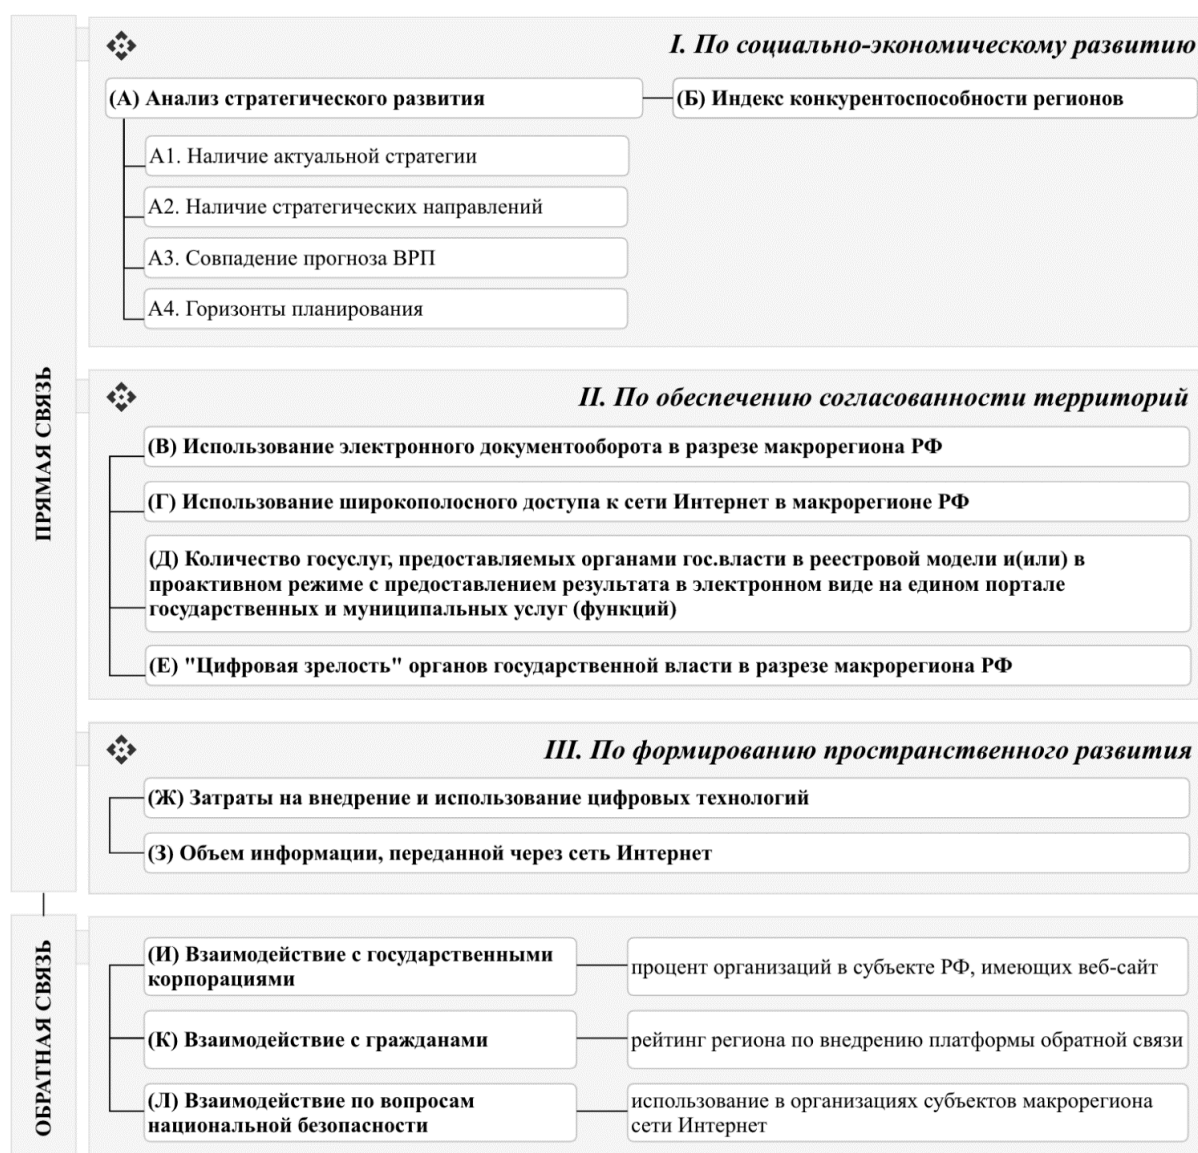 ПРЯМАЯ СВЯЗЬ
I. По социально-экономическому развитию
(А) Анализ стратегического развития
(Б) Индекс конкурентоспособности регионов
А1. Наличие актуальной стратегии
А2. Наличие стратегических направлений
А3. Совпадение прогноза ВРП
А4. Горизонты планирования
II. По обеспечению согласованности территорий
(В) Использование электронного документооборота в разрезе макрорегиона РФ
(Г) Использование широкополосного доступа к сети Интернет в макрорегионе РФ
(Д) Количество госуслуг, предоставляемых органами гос.власти в реестровой модели и(или) в
проактивном режиме с предоставлением результата в электронном виде на едином портале
государственных и муниципальных услуг (функций)
(Е) "Цифровая зрелость" органов государственной власти в разрезе макрорегиона РФ
III. По формированию пространственного развития
(Ж) Затраты на внедрение и использование цифровых технологий
(З) Объем информации, переданной через сеть Интернет
ОБРАТНАЯ СВЯЗЬ
(И) Взаимодействие с государственными
корпорациями
процент организаций в субъекте РФ, имеющих веб-сайт
(К) Взаимодействие с гражданами
рейтинг региона по внедрению платформы обратной связи
(Л) Взаимодействие по вопросам
национальной безопасности
использование в организациях субъектов макрорегиона
сети Интернет